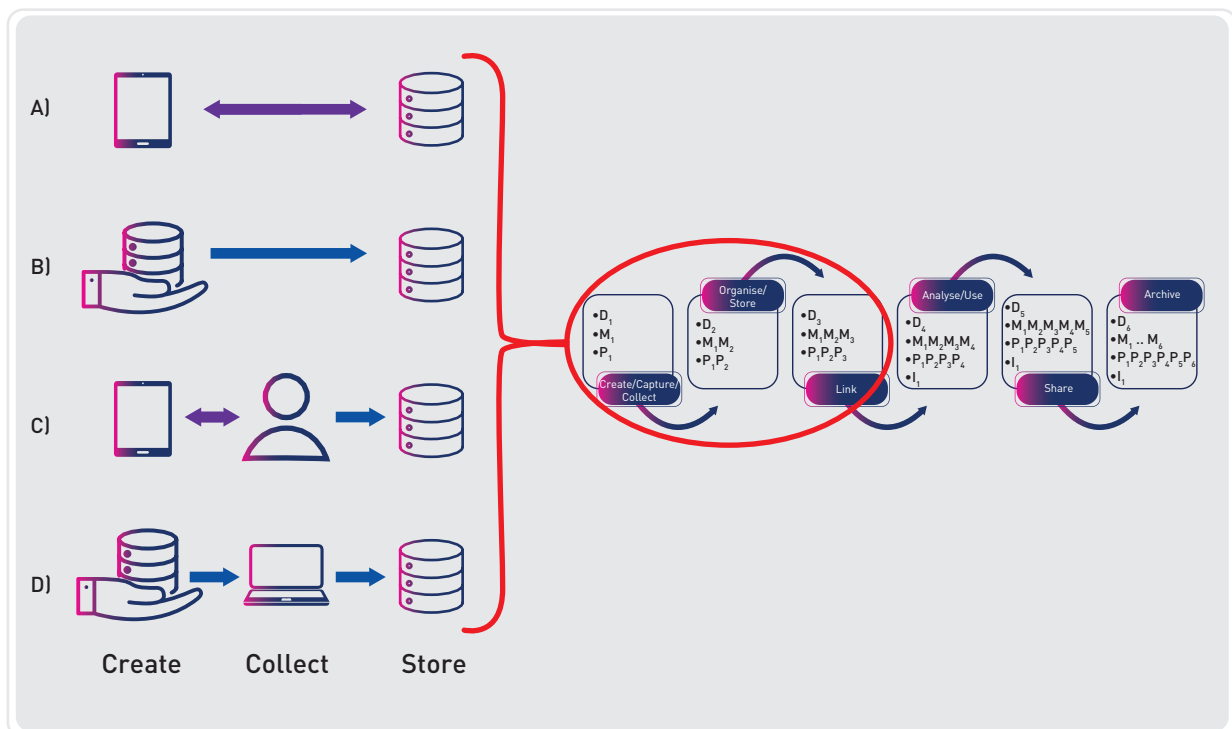 A)
B)
C)
D)
Create
Collect
Store
•D₁
•M₁
•P₁
Create/Capture/
Collect
Organise/
Store
•D₂
•M₁M₂
•P₁P₂
•D₃
•M₁M₂M₃
•P₁P₂P₃
Link
Analyse/Use
•D₄
•M₁M₂M₃M₄
•P₁P₂P₃P₄
•I₁
•D₅
•M₁M₂M₃M₄M₅
•P₁P₂P₃P₄P₅
•I₁
Share
Archive
•D₆
•M₁ .. M₆
•P₁P₂P₃P₄P₅P₆
•I₁